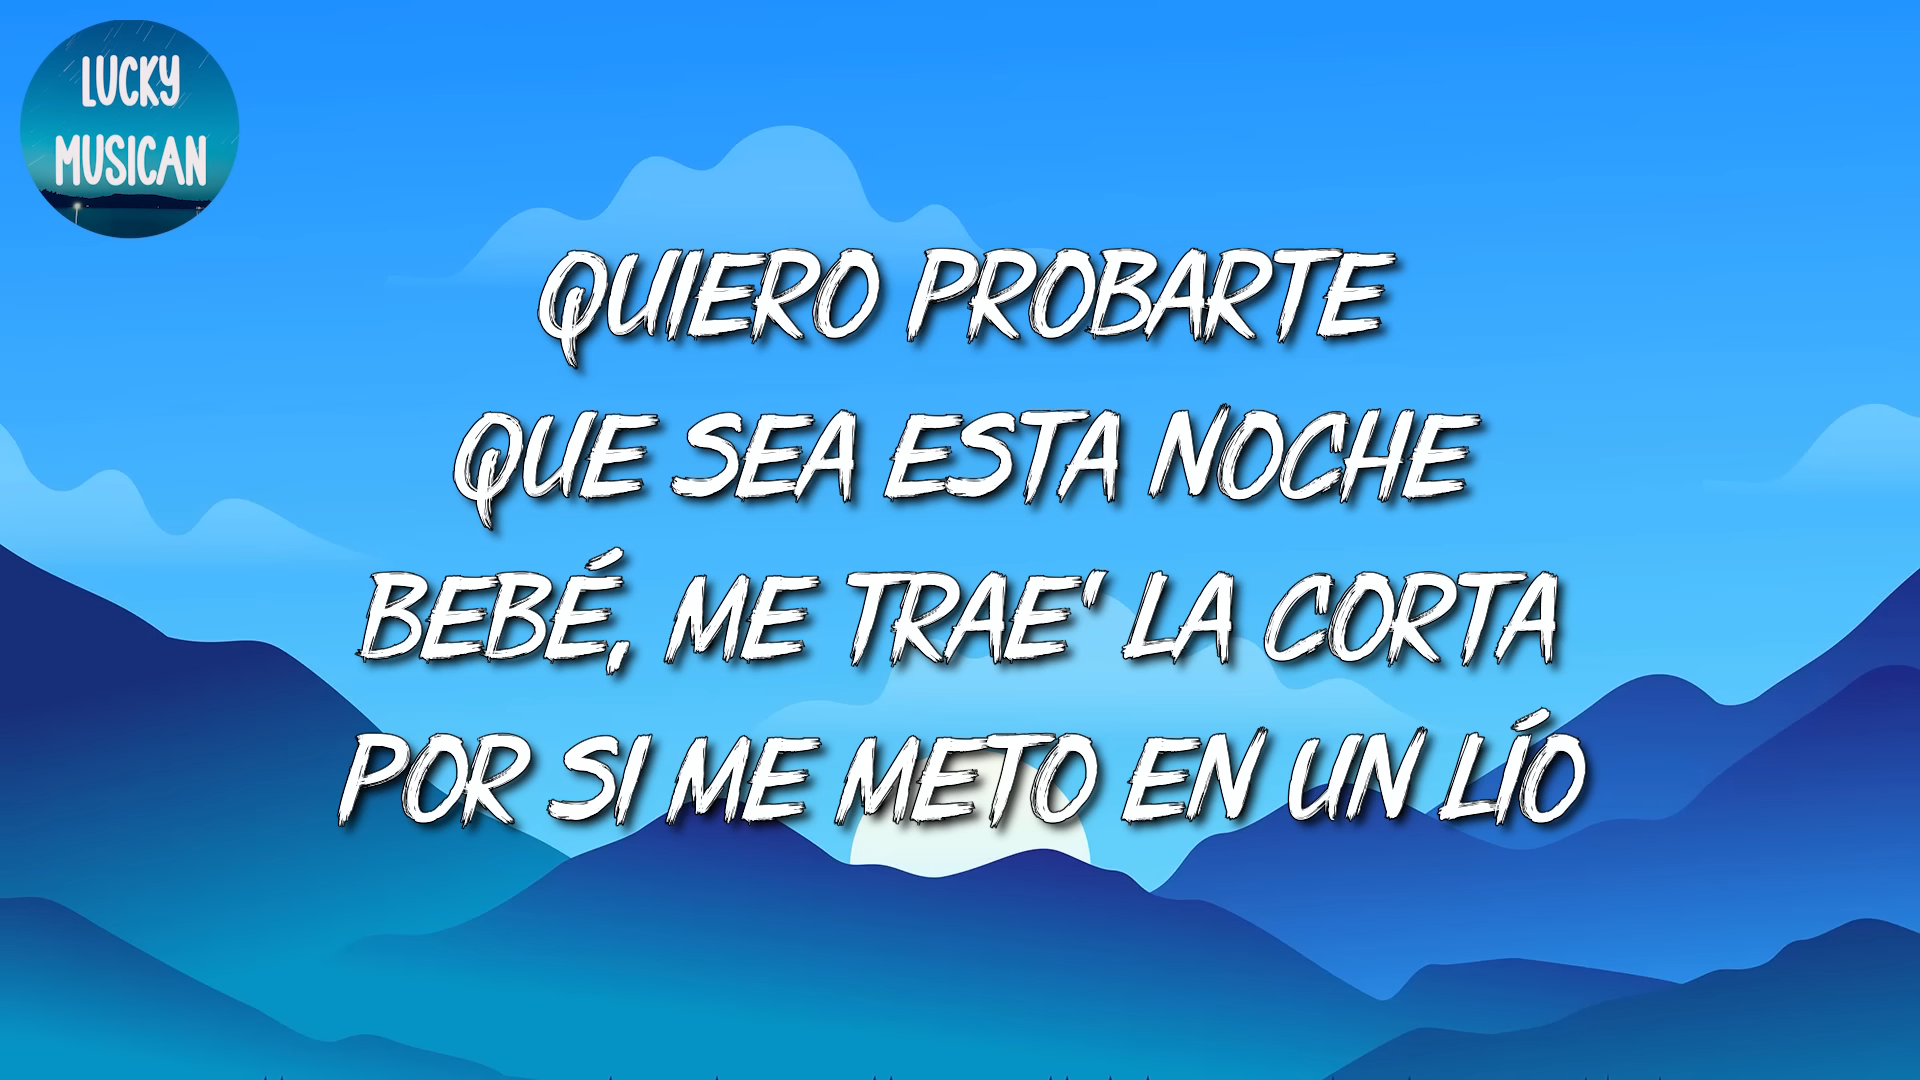 LUCKY
MUSICAN
QUIERO PROBARTE
QUE SEA ESTA NOCHE
BEBÉ, ME TRAE' LA CORTA
POR SI ME METO EN UN LÍO